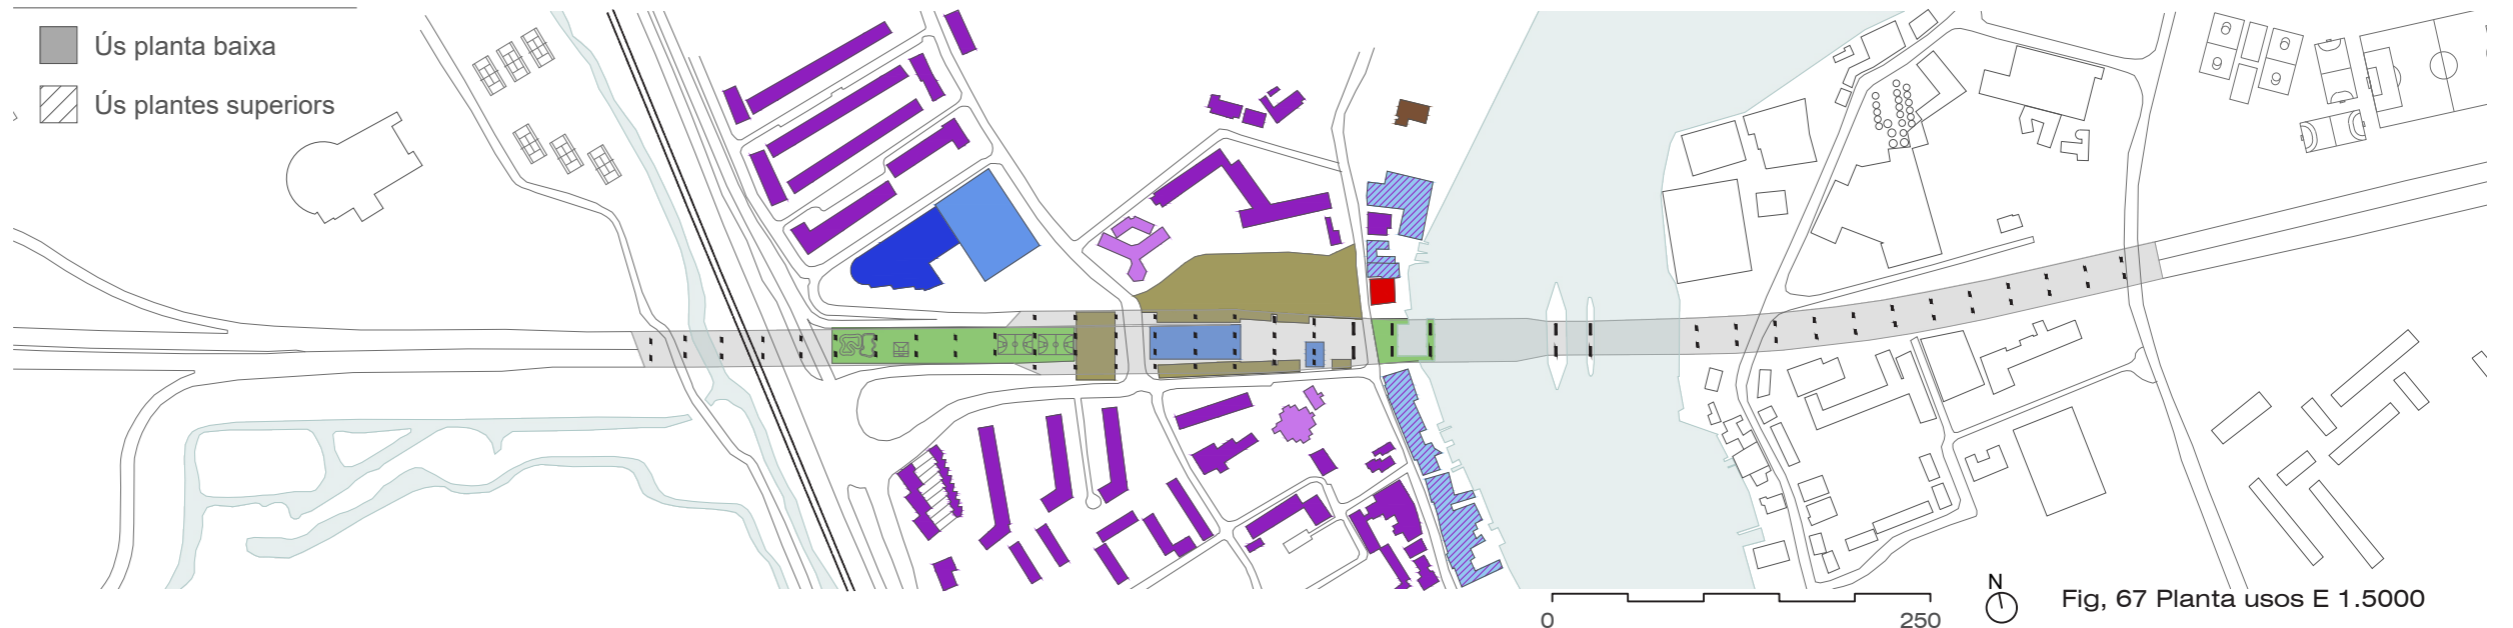 Ús planta baixa
Ús plantes superiors
N
0
250
Fig, 67 Planta usos E 1.5000